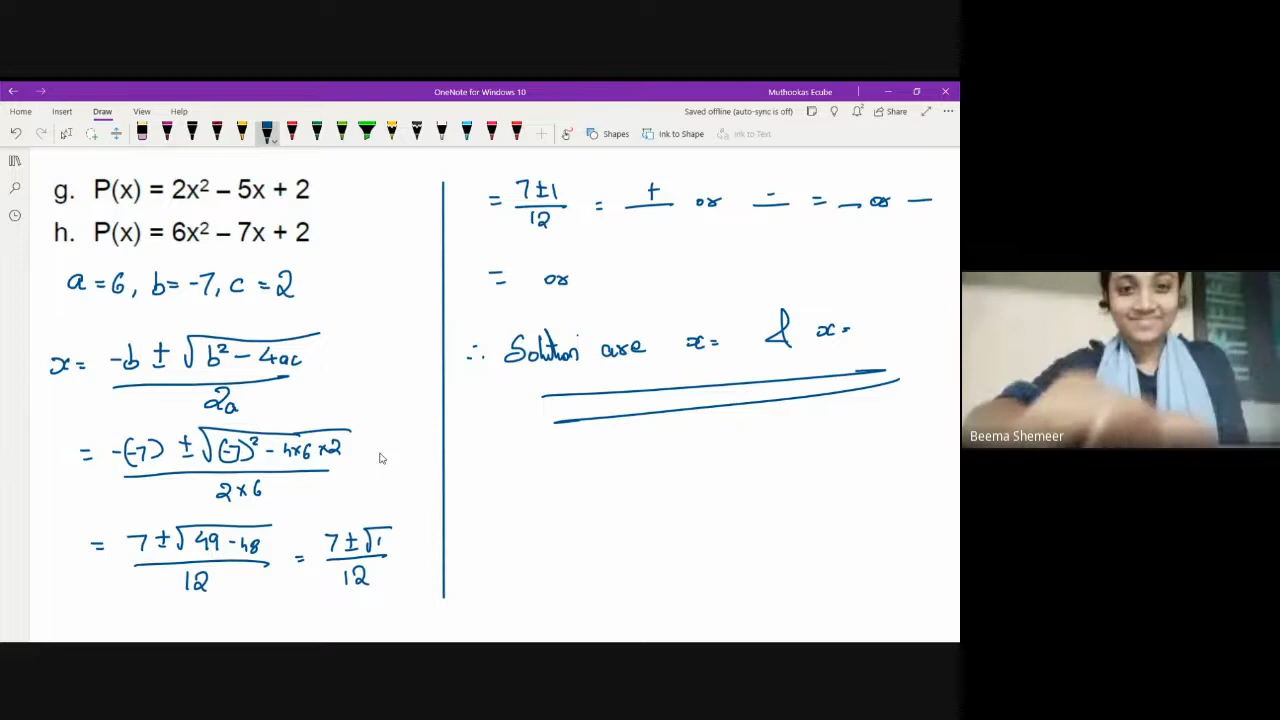 OneNote for Windows 10
Muthookas Ecube
Home Insert Draw View Help
Saved offline (auto-sync is off)
Share
Shapes
Ink to Shape
Ink to Text
g. P(x) = 2x² – 5x + 2
h. P(x) = 6x² – 7x + 2
a = 6, b = -7, c = 2
x = -b ± √b² - 4ac
2a
= -(-7) ± √(-7)² - 4×6×2
2×6
= 7 ± √49 - 48 = 7 ± √1
12 12
= 7±1 = + or - = _ or _
12
= or
∴ Solution are x= & x=
Beema Shemeer